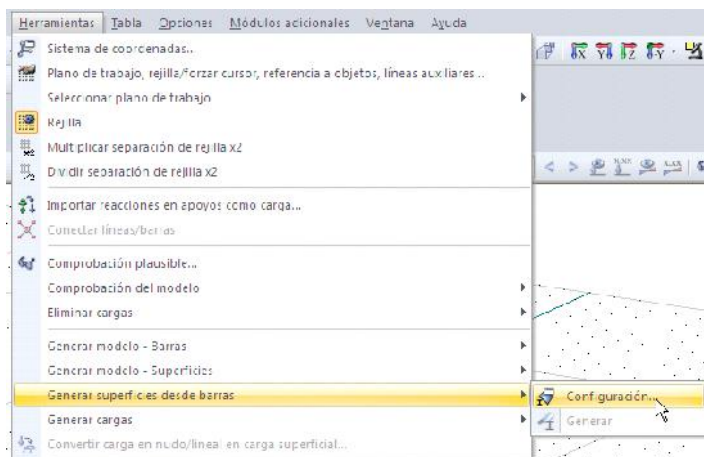 Herramientas Tabla Opciones Módulos adicionales Ventana Ayuda
Sistema de coordenadas...
Plano de trabajo, rejilla/forzar cursor, referencia a objetos, líneas auxiliares...
Seleccionar plano de trabajo
Rejilla
Multiplicar separación de rejilla x2
Dividir separación de rejilla x2
Importar reacciones en apoyos como carga...
Conectar líneas/barras
Comprobación plausible...
Comprobación del modelo
Eliminar cargas
Generar modelo - Barras
Generar modelo - Superficies
Generar superficies desde barras
Configuración...
Generar cargas
Generar
Convertir carga en nudo/lineal en carga superficial...